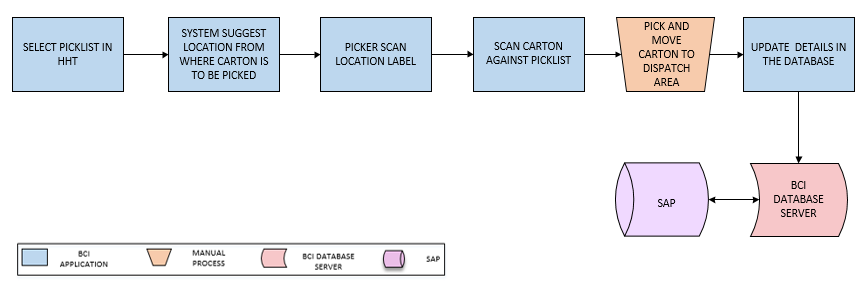 SELECT PICKLIST IN
HHT
SYSTEM SUGGEST
LOCATION FROM
WHERE CARTON IS
TO BE PICKED
PICKER SCAN
LOCATION LABEL
SCAN CARTON
AGAINST PICKLIST
PICK AND
MOVE
CARTON TO
DISPATCH
AREA
UPDATE DETAILS IN
THE DATABASE
SAP
BCI
DATABASE
SERVER
BCI
APPLICATION
MANUAL
PROCESS
BCI DATABASE
SERVER
SAP